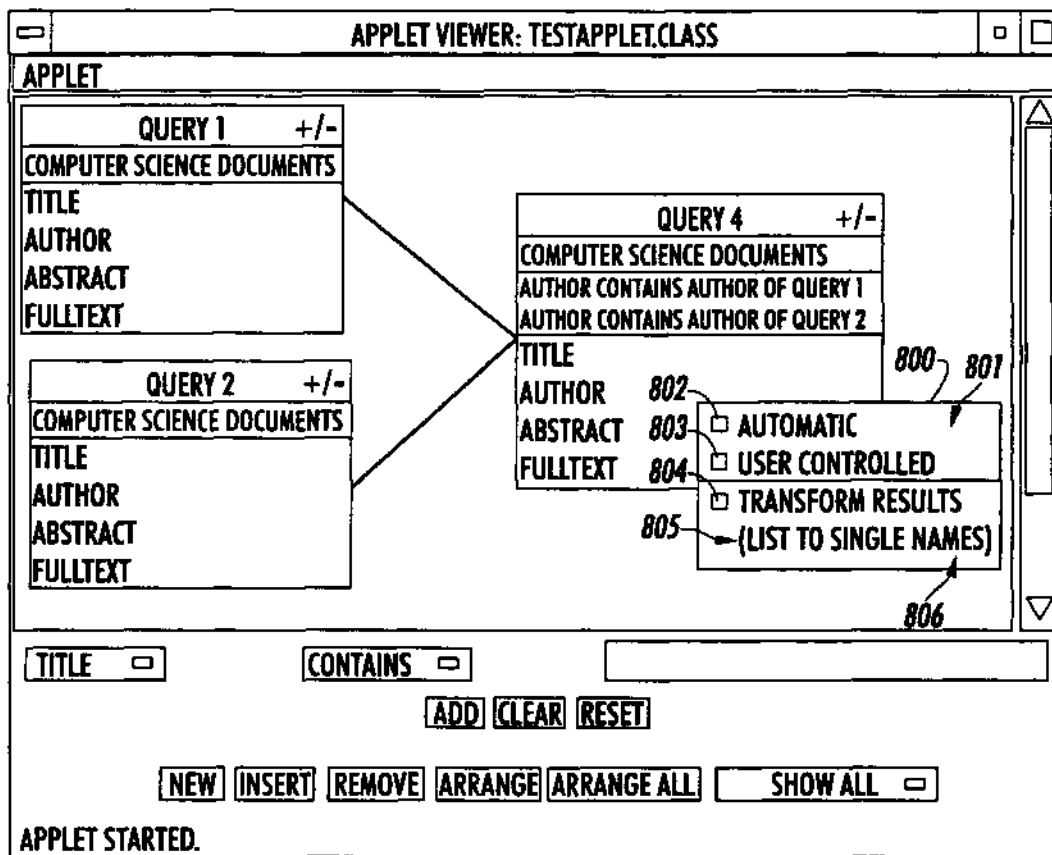 APPLET VIEWER: TESTAPPLET.CLASS
APPLET
QUERY 1 +/-
COMPUTER SCIENCE DOCUMENTS
TITLE
AUTHOR
ABSTRACT
FULLTEXT
QUERY 2 +/-
COMPUTER SCIENCE DOCUMENTS
TITLE
AUTHOR
ABSTRACT
FULLTEXT
QUERY 4 +/-
COMPUTER SCIENCE DOCUMENTS
AUTHOR CONTAINS AUTHOR OF QUERY 1
AUTHOR CONTAINS AUTHOR OF QUERY 2
TITLE
AUTHOR
ABSTRACT
FULLTEXT
800 801
802 AUTOMATIC
803 USER CONTROLLED
804 TRANSFORM RESULTS
805 (LIST TO SINGLE NAMES)
806
TITLE CONTAINS
ADD CLEAR RESET
NEW INSERT REMOVE ARRANGE ARRANGE ALL SHOW ALL
APPLET STARTED.